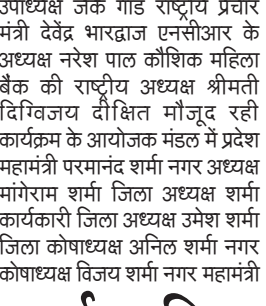 उपाध्यक्ष जर्क गौड राष्ट्रीय प्रचार
मंत्री देवेंद्र भारद्वाज एनसीआर के
अध्यक्ष नरेश पाल कौशिक महिला
बैंक की राष्ट्रीय अध्यक्ष श्रीमती
दिग्विजय दीक्षित मौजूद रही
कार्यक्रम के आयोजक मंडल में प्रदेश
महामंत्री परमानंद शर्मा नगर अध्यक्ष
मांगेराम शर्मा जिला अध्यक्ष शर्मा
कार्यकारी जिला अध्यक्ष उमेश शर्मा
जिला कोषाध्यक्ष अनिल शर्मा नगर
कोषाध्यक्ष विजय शर्मा नगर महामंत्री